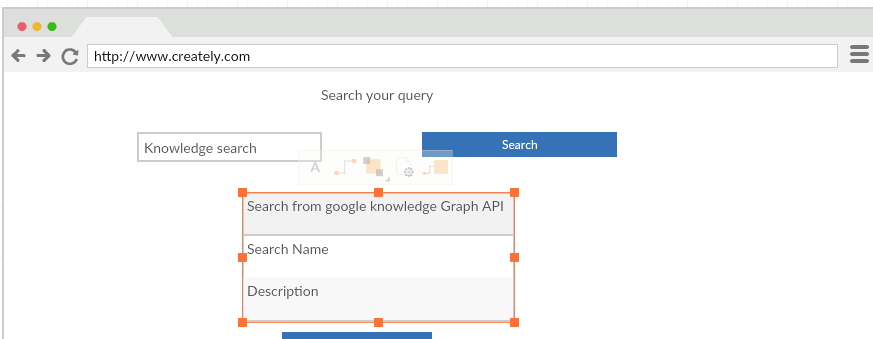 http://www.creately.com
Search your query
Knowledge search
Search
A
Search from google knowledge Graph API
Search Name
Description